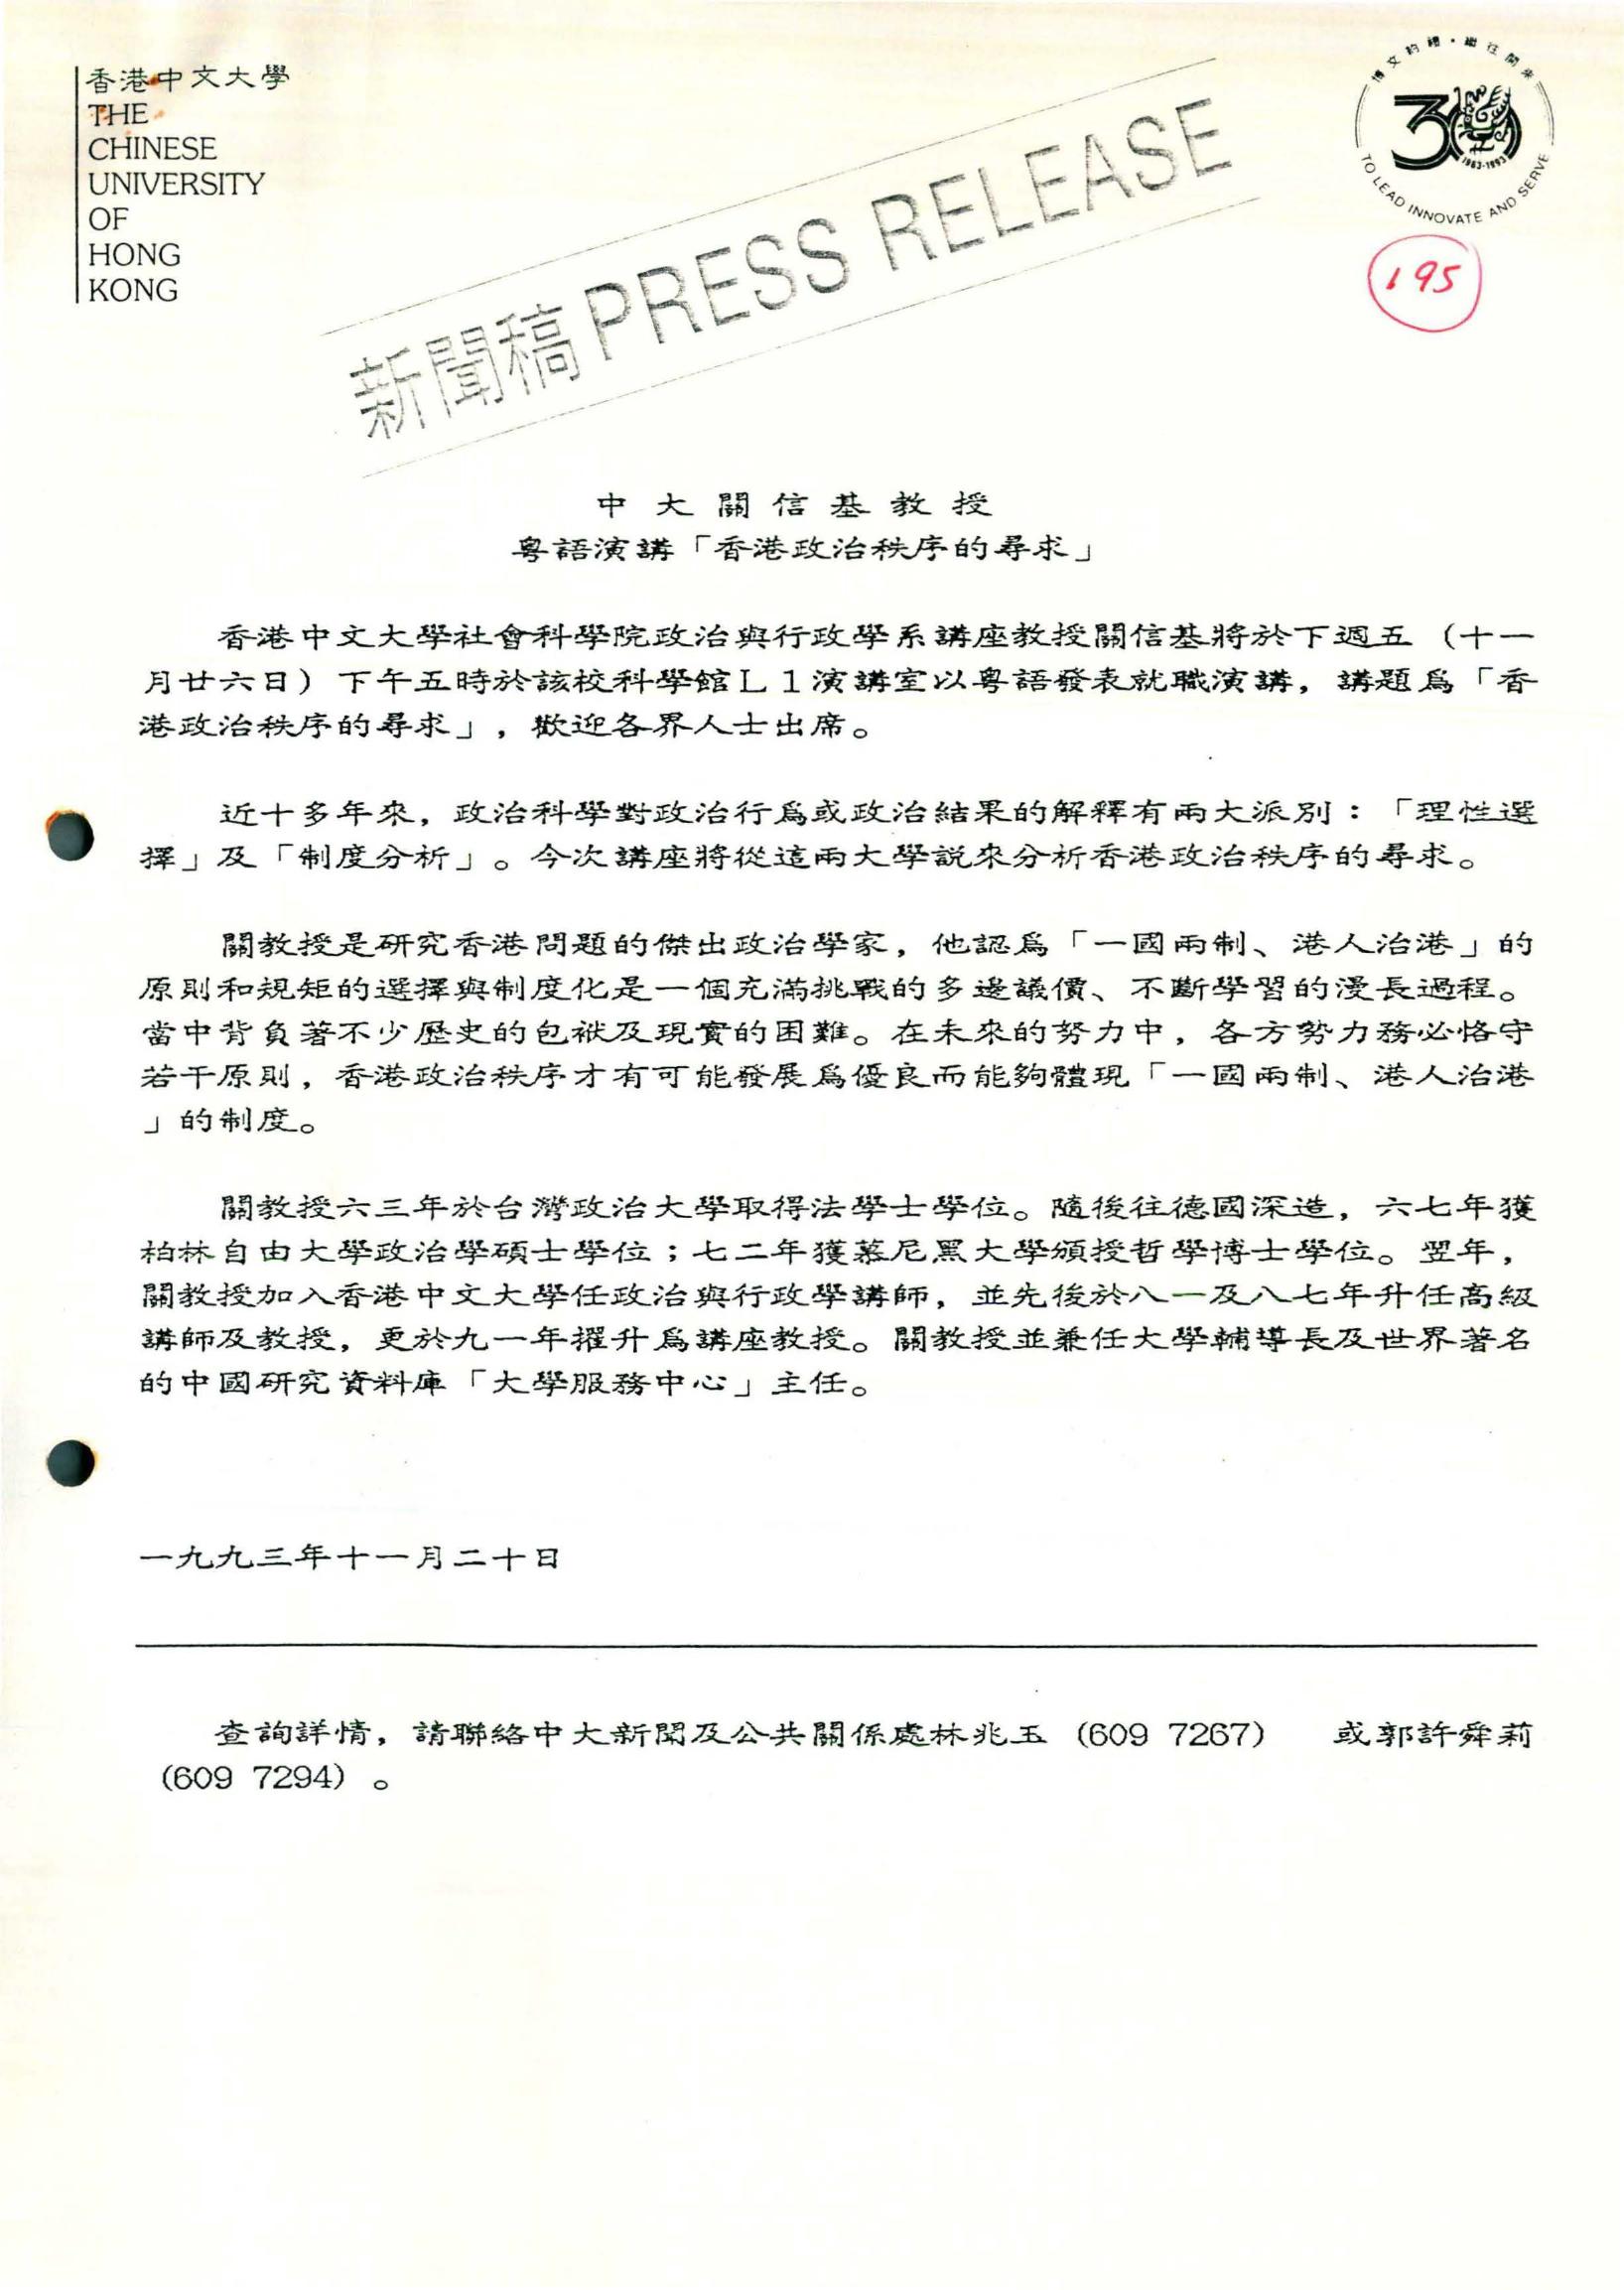 香港中文大學
THE
CHINESE
UNIVERSITY
OF
HONG
KONG
博文約禮·繼往開來
30
1963-1993
TO LEAD INNOVATE AND SERVE
195
新聞稿 PRESS RELEASE
中大關信基教授
粵語演講「香港政治秩序的尋求」
香港中文大學社會科學院政治與行政學系講座教授關信基將於下週五（十一
月廿六日）下午五時於該校科學館L1演講室以粵語發表就職演講，講題爲「香
港政治秩序的尋求」，歡迎各界人士出席。
近十多年來，政治科學對政治行爲或政治結果的解釋有兩大派別：「理性選
擇」及「制度分析」。今次講座將從這兩大學説來分析香港政治秩序的尋求。
關教授是研究香港問題的傑出政治學家，他認爲「一國兩制、港人治港」的
原則和規矩的選擇與制度化是一個充滿挑戰的多邊議價、不斷學習的漫長過程。
當中背負著不少歷史的包袱及現實的困難。在未來的努力中，各方勢力務必恪守
若干原則，香港政治秩序才有可能發展爲優良而能夠體現「一國兩制、港人治港
」的制度。
關教授六三年於台灣政治大學取得法學士學位。隨後往德國深造，六七年獲
柏林自由大學政治學碩士學位；七二年獲慕尼黑大學頒授哲學博士學位。翌年，
關教授加入香港中文大學任政治與行政學講師，並先後於八一及八七年升任高級
講師及教授，更於九一年擢升爲講座教授。關教授並兼任大學輔導長及世界著名
的中國研究資料庫「大學服務中心」主任。
一九九三年十一月二十日
查詢詳情，請聯絡中大新聞及公共關係處林兆玉（609 7267） 或郭許舜莉
（609 7294）。